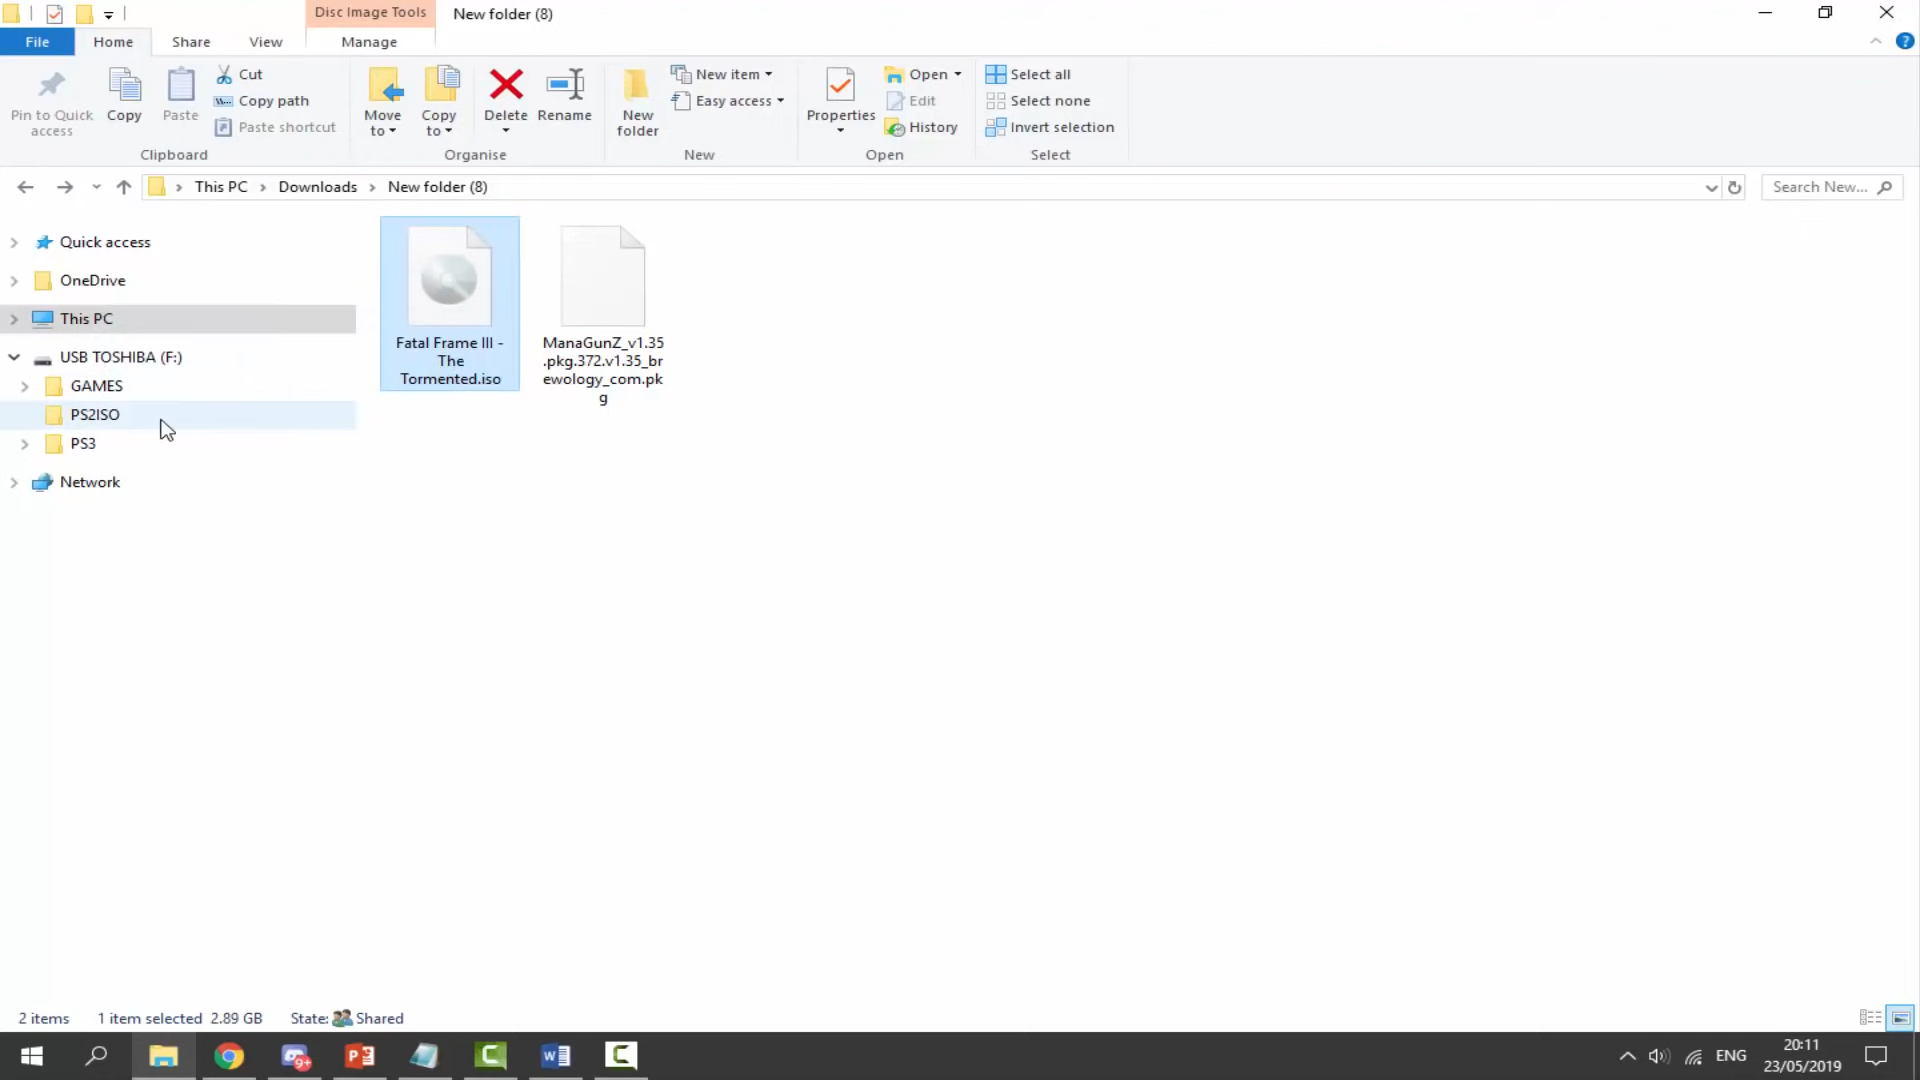 Disc Image Tools
New folder (8)
File
Home
Share
View
Manage
Pin to Quick
access
Copy
Paste
Cut
Copy path
Paste shortcut
Clipboard
Move
to
Copy
to
Delete
Rename
Organise
New
folder
New item
Easy access
New
Properties
Open
Edit
History
Open
Select all
Select none
Invert selection
Select
This PC
Downloads
New folder (8)
Search New...
Quick access
OneDrive
This PC
USB TOSHIBA (F:)
GAMES
PS2ISO
PS3
Network
Fatal Frame III -
The
Tormented.iso
ManaGunZ_v1.35
.pkg.372.v1.35_br
ewology_com.pk
g
2 items
1 item selected 2.89 GB
State: Shared
9+
ENG
20:11
23/05/2019